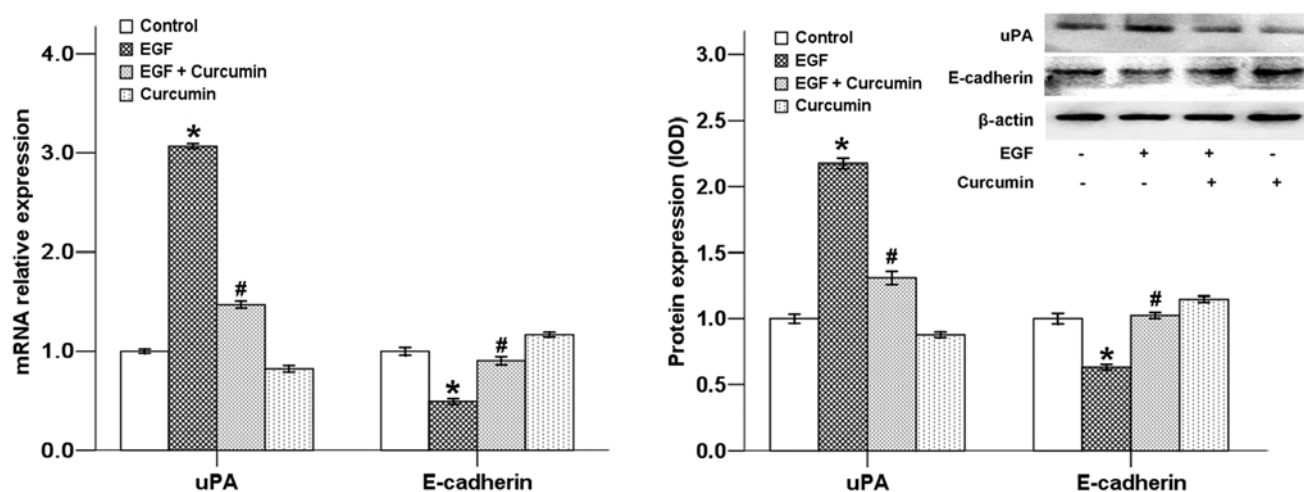 Control
EGF
EGF + Curcumin
Curcumin
mRNA relative expression
4.0
3.0
2.0
1.0
0.0
*
#
*
#
uPA
E-cadherin
Control
EGF
EGF + Curcumin
Curcumin
Protein expression (IOD)
3.0
2.5
2.0
1.5
1.0
0.5
0.0
*
#
*
#
uPA
E-cadherin
uPA
E-cadherin
β-actin
EGF - + + -
Curcumin - - + +